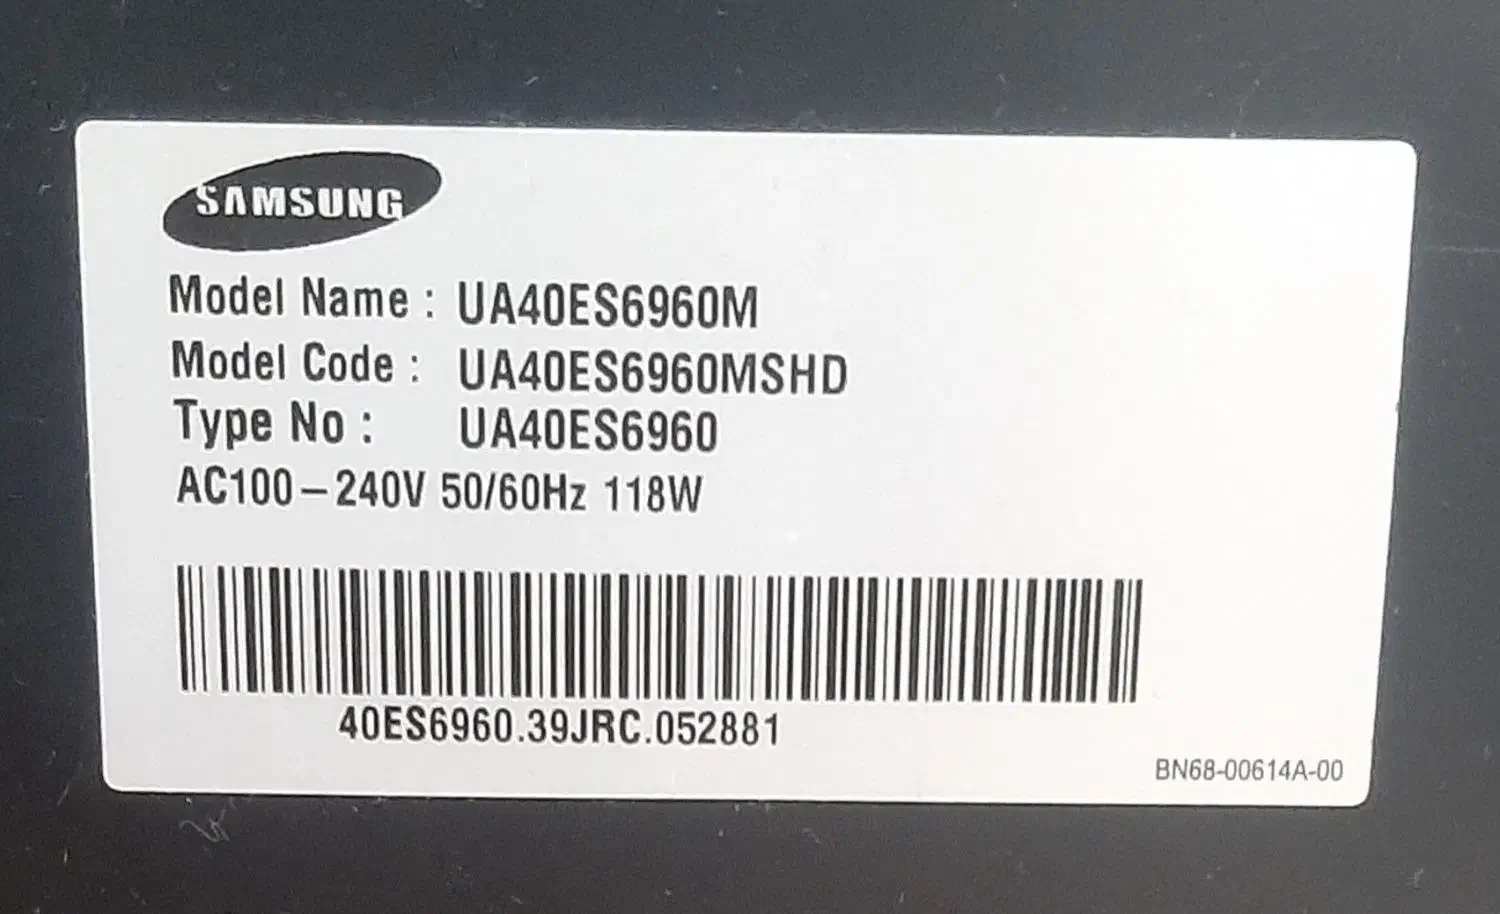 SAMSUNG
Model Name : UA40ES6960M
Model Code : UA40ES6960MSHD
Type No : UA40ES6960
AC100-240V 50/60Hz 118W
40ES6960.39JRC.052881
BN68-00614A-00